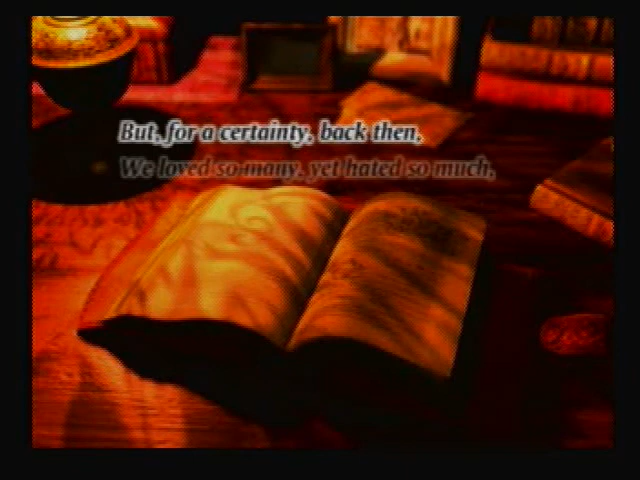 But, for a certainty, back then,
We loved so many, yet hated so much,